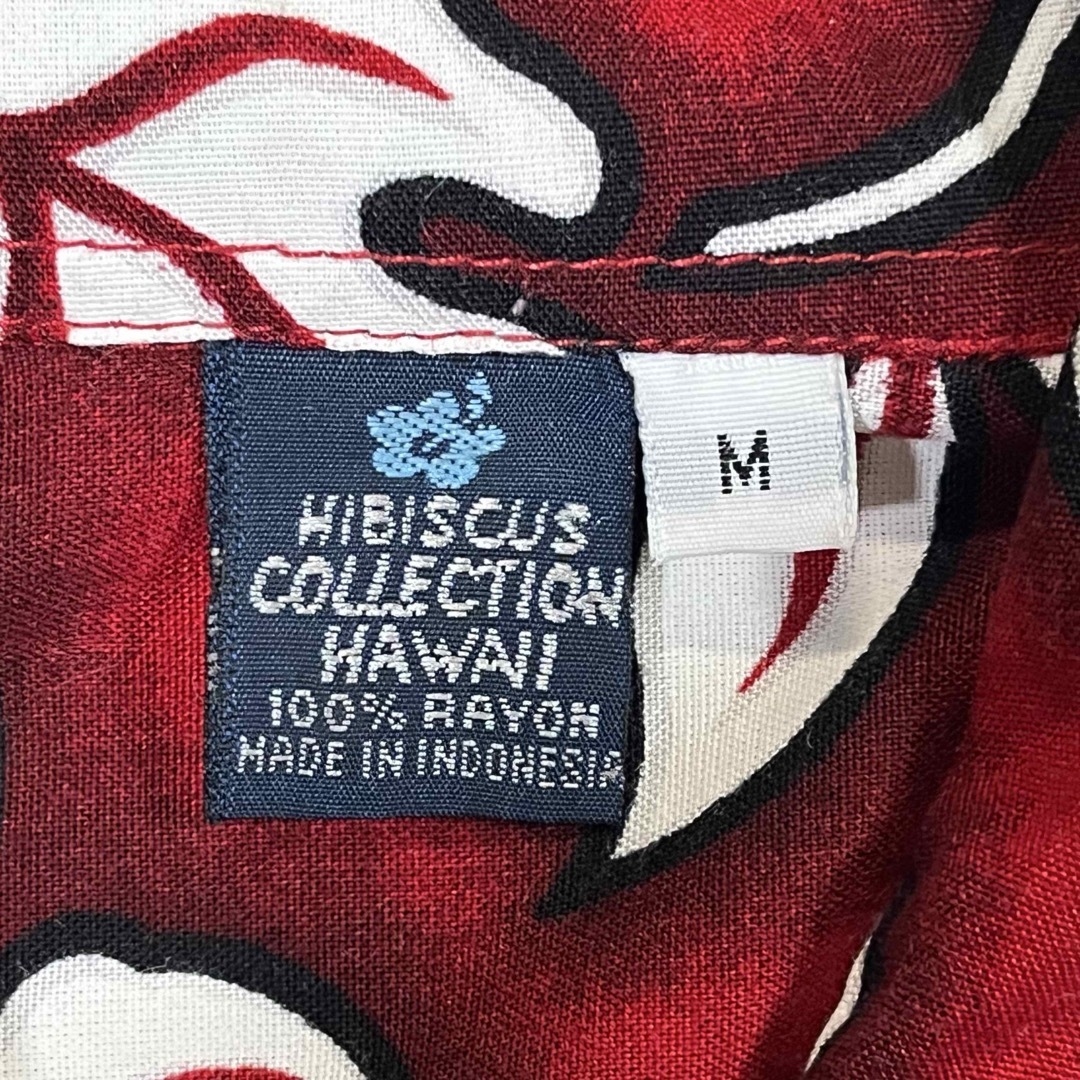 HIBISCUS
COLLECTION
HAWAII
100% RAYON
MADE IN INDONESIA
M